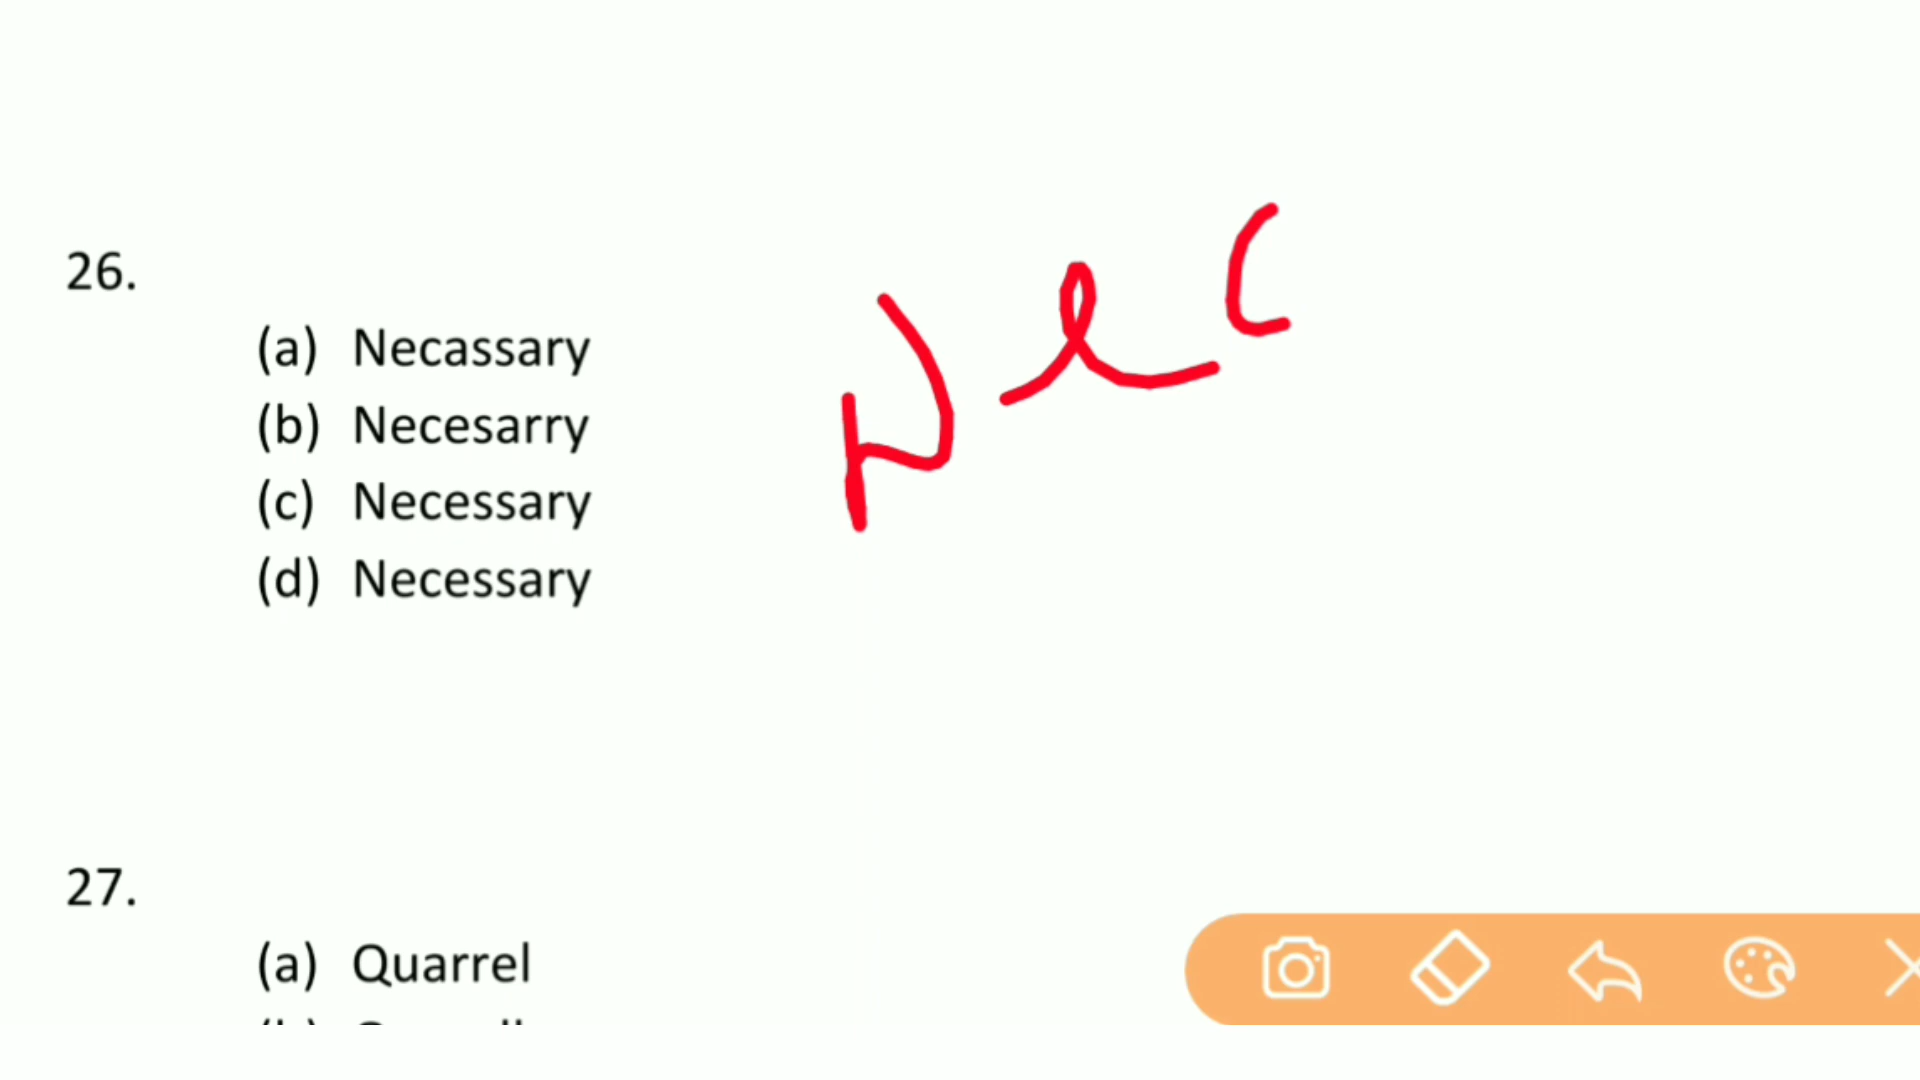 26.
(a) Necassary
(b) Necesarry
(c) Necessary
(d) Necessary
Nec
27.
(a) Quarrel